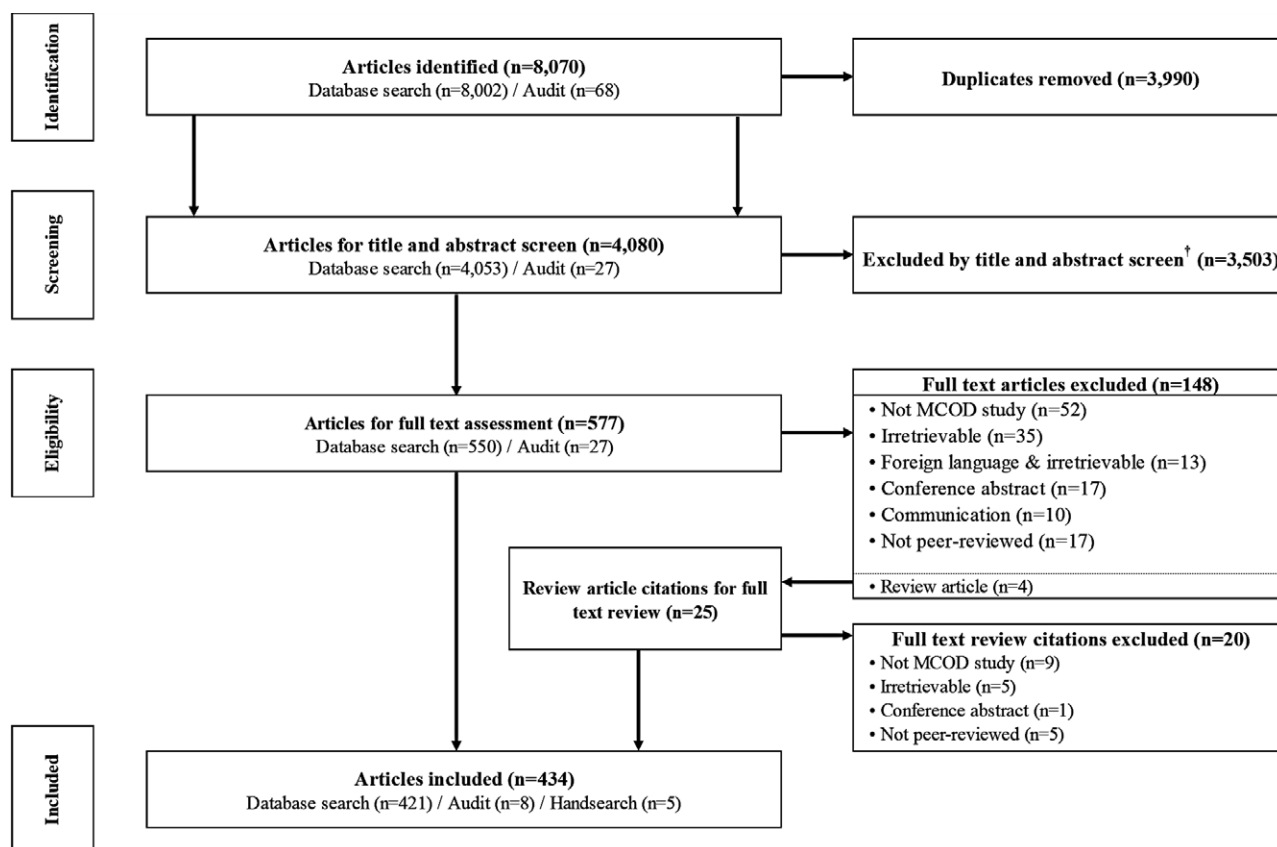 Identification
Articles identified (n=8,070)
Database search (n=8,002) / Audit (n=68)
Duplicates removed (n=3,990)
Screening
Articles for title and abstract screen (n=4,080)
Database search (n=4,053) / Audit (n=27)
Excluded by title and abstract screen† (n=3,503)
Eligibility
Articles for full text assessment (n=577)
Database search (n=550) / Audit (n=27)
Full text articles excluded (n=148)
• Not MCOD study (n=52)
• Irretrievable (n=35)
• Foreign language & irretrievable (n=13)
• Conference abstract (n=17)
• Communication (n=10)
• Not peer-reviewed (n=17)
• Review article (n=4)
Review article citations for full
text review (n=25)
Full text review citations excluded (n=20)
• Not MCOD study (n=9)
• Irretrievable (n=5)
• Conference abstract (n=1)
• Not peer-reviewed (n=5)
Included
Articles included (n=434)
Database search (n=421) / Audit (n=8) / Handsearch (n=5)